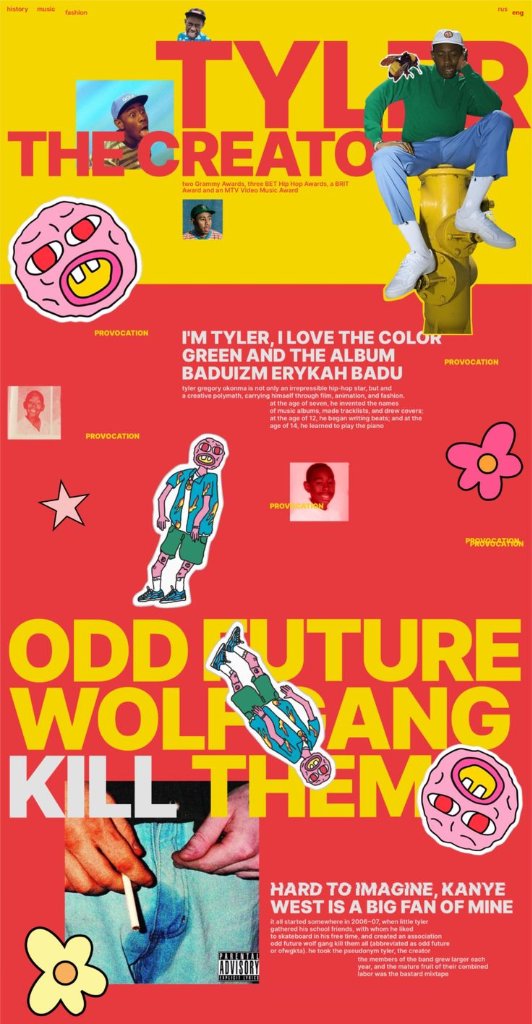 history music fashion rus eng
TYLER
THE CREATOR
two Grammy Awards, three BET Hip Hop Awards, a BRIT
Award and an MTV Video Music Award
PROVOCATION
I'M TYLER, I LOVE THE COLOR
GREEN AND THE ALBUM
BADUIZM ERYKAH BADU
PROVOCATION
tyler gregory okonma is not only an irrepressible hip-hop star, but and
a creative polymath, carrying himself through film, animation, and fashion.
at the age of seven, he invented the names
of music albums, made tracklists, and drew covers;
at the age of 12, he began writing beats; and at the
age of 14, he learned to play the piano
PROVOCATION
PROVOCATION
PROVOCATION
PROVOCATION
ODD FUTURE
WOLF GANG
KILL THEM
HARD TO IMAGINE, KANYE
WEST IS A BIG FAN OF MINE
it all started somewhere in 2006–07, when little tyler
gathered his school friends, with whom he liked
to skateboard in his free time, and created an association
odd future wolf gang kill them all (abbreviated as odd future
or ofwgkta). he took the pseudonym tyler, the creator
the members of the band grew larger each
year, and the mature fruit of their combined
labor was the bastard mixtape
PARENTAL
ADVISORY
EXPLICIT LYRICS